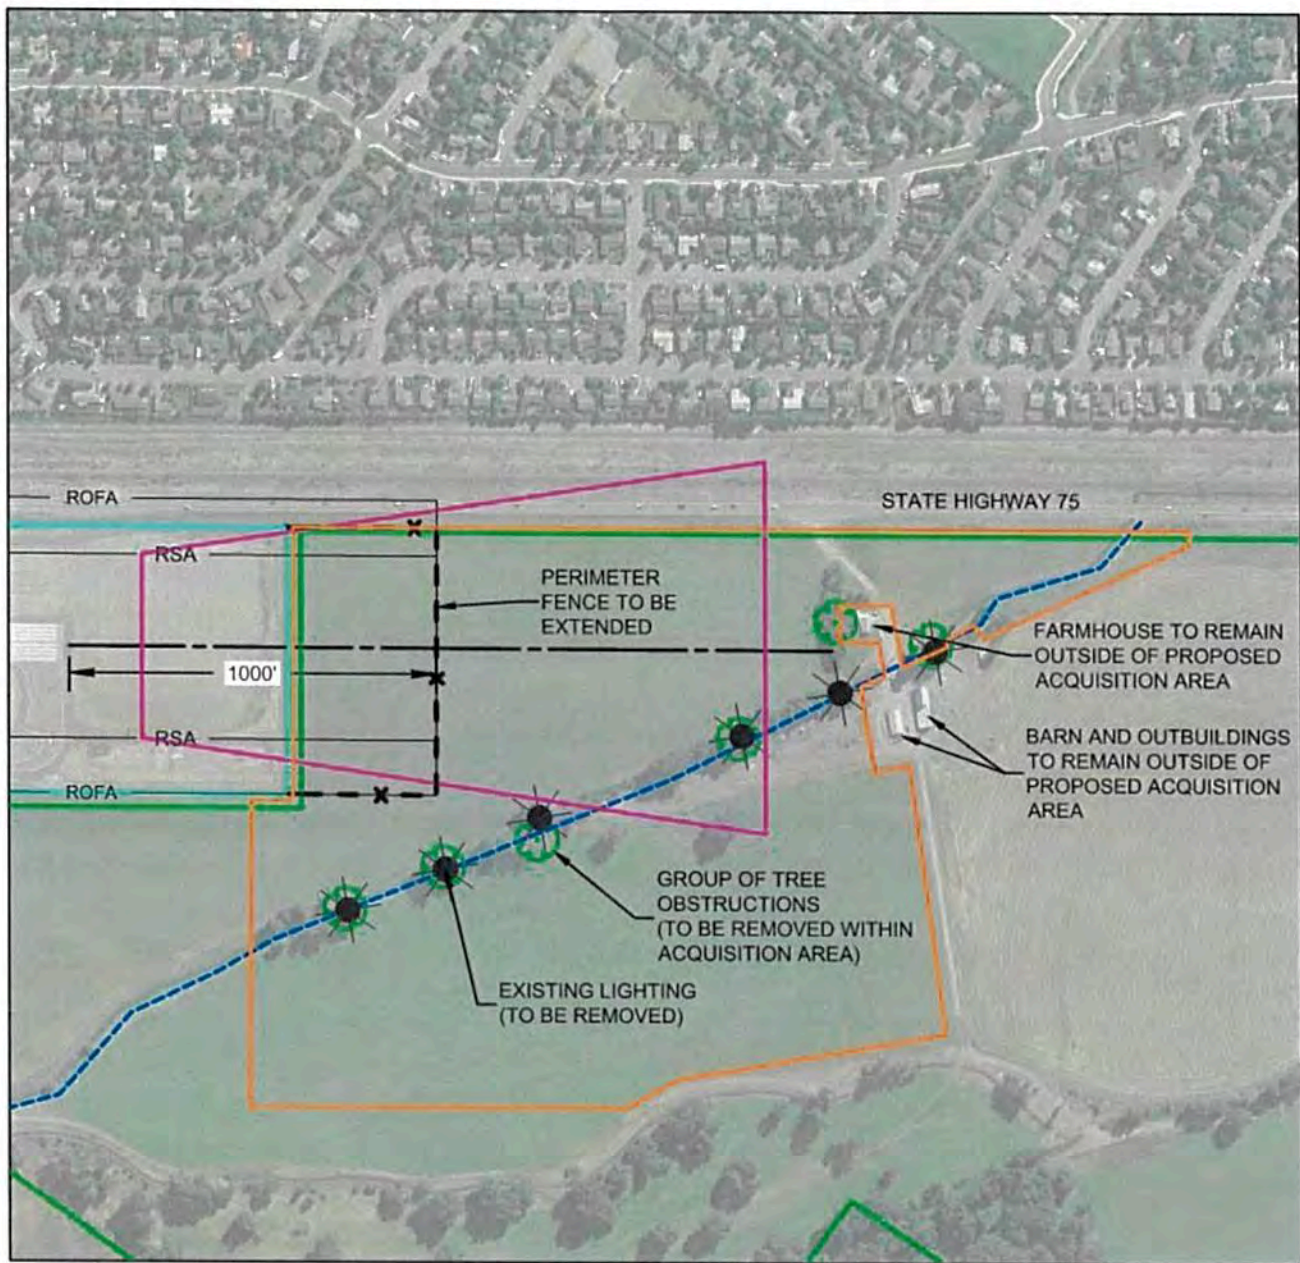 ROFA
STATE HIGHWAY 75
RSA
PERIMETER
FENCE TO BE
EXTENDED
FARMHOUSE TO REMAIN
OUTSIDE OF PROPOSED
ACQUISITION AREA
1000'
RSA
BARN AND OUTBUILDINGS
TO REMAIN OUTSIDE OF
PROPOSED ACQUISITION
AREA
ROFA
GROUP OF TREE
OBSTRUCTIONS
(TO BE REMOVED WITHIN
ACQUISITION AREA)
EXISTING LIGHTING
(TO BE REMOVED)